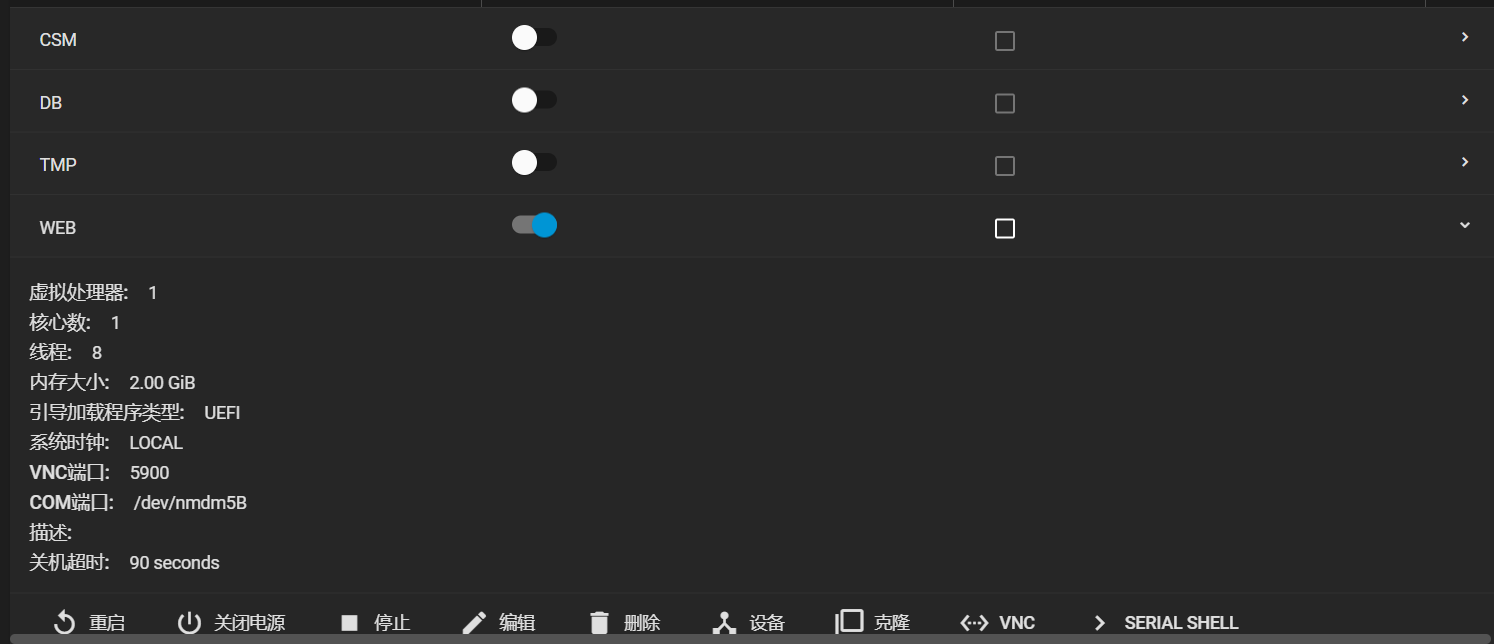 CSM
DB
TMP
WEB
虚拟处理器: 1
核心数: 1
线程: 8
内存大小: 2.00 GiB
引导加载程序类型: UEFI
系统时钟: LOCAL
VNC端口: 5900
COM端口: /dev/nmdm5B
描述:
关机超时: 90 seconds
重启 关闭电源 停止 编辑 删除 设备 克隆 VNC SERIAL SHELL